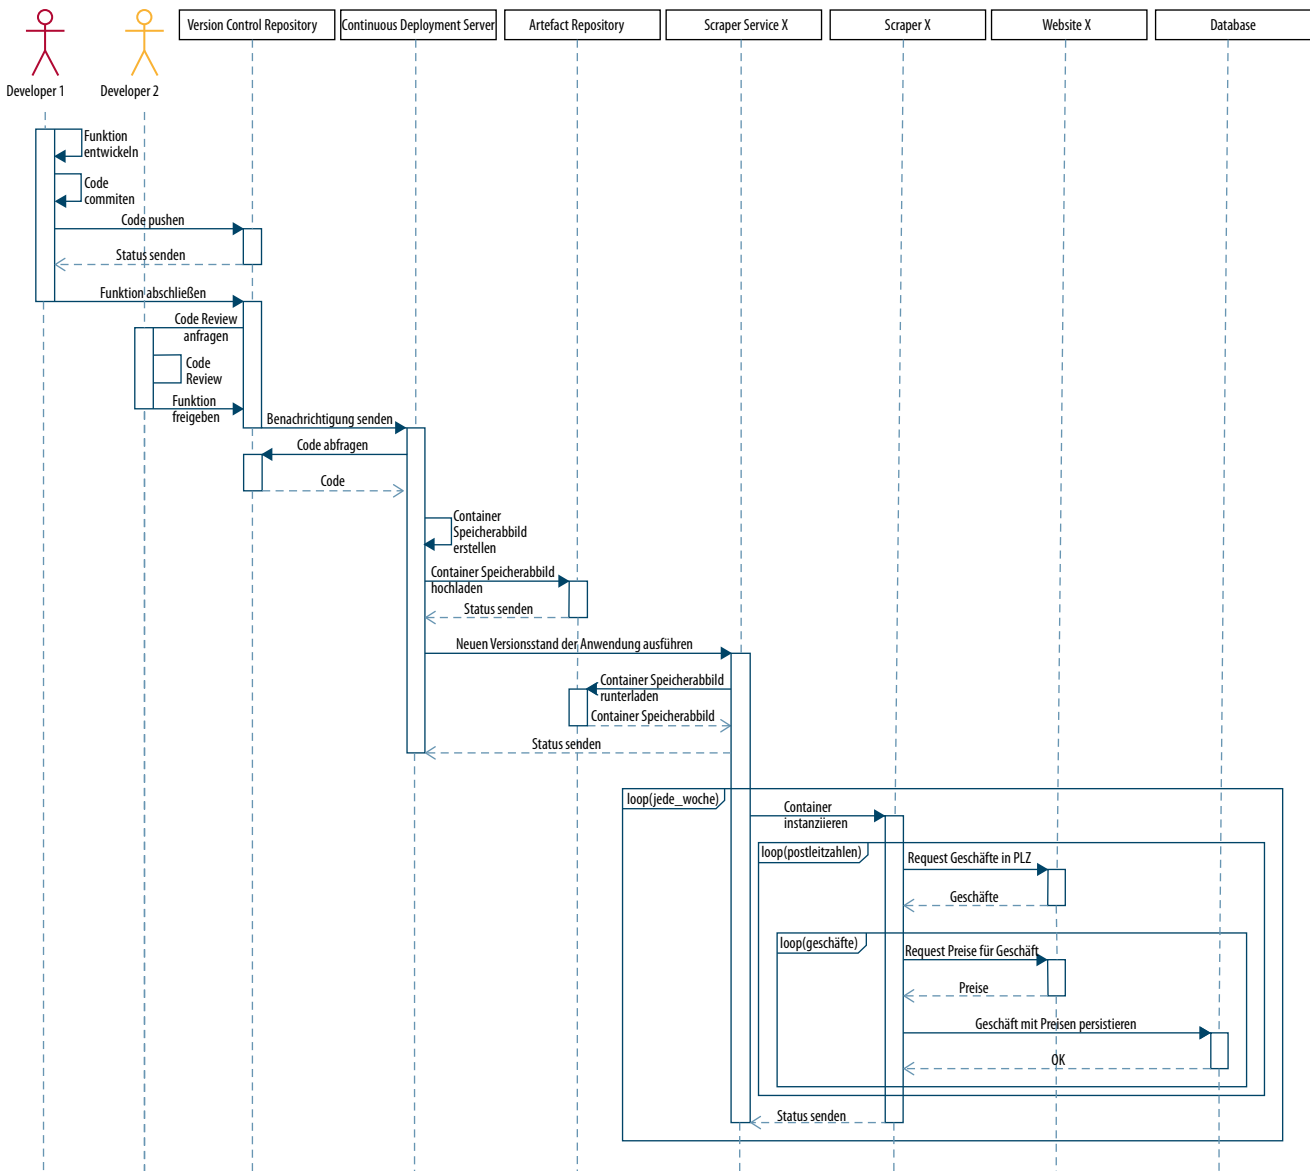 Version Control Repository
Continuous Deployment Server
Artefact Repository
Scraper Service X
Scraper X
Website X
Database
Developer 1
Developer 2
Funktion
entwickeln
Code
commiten
Code pushen
Status senden
Funktion abschließen
Code Review
anfragen
Code
Review
Funktion
freigeben
Benachrichtigung senden
Code abfragen
Code
Container
Speicherabbild
erstellen
Container Speicherabbild
hochladen
Status senden
Neuen Versionsstand der Anwendung ausführen
Container Speicherabbild
runterladen
Container Speicherabbild
Status senden
loop(jede_woche)
Container
instanziieren
loop(postleitzahlen)
Request Geschäfte in PLZ
Geschäfte
loop(geschäfte)
Request Preise für Geschäft
Preise
Geschäft mit Preisen persistieren
OK
Status senden